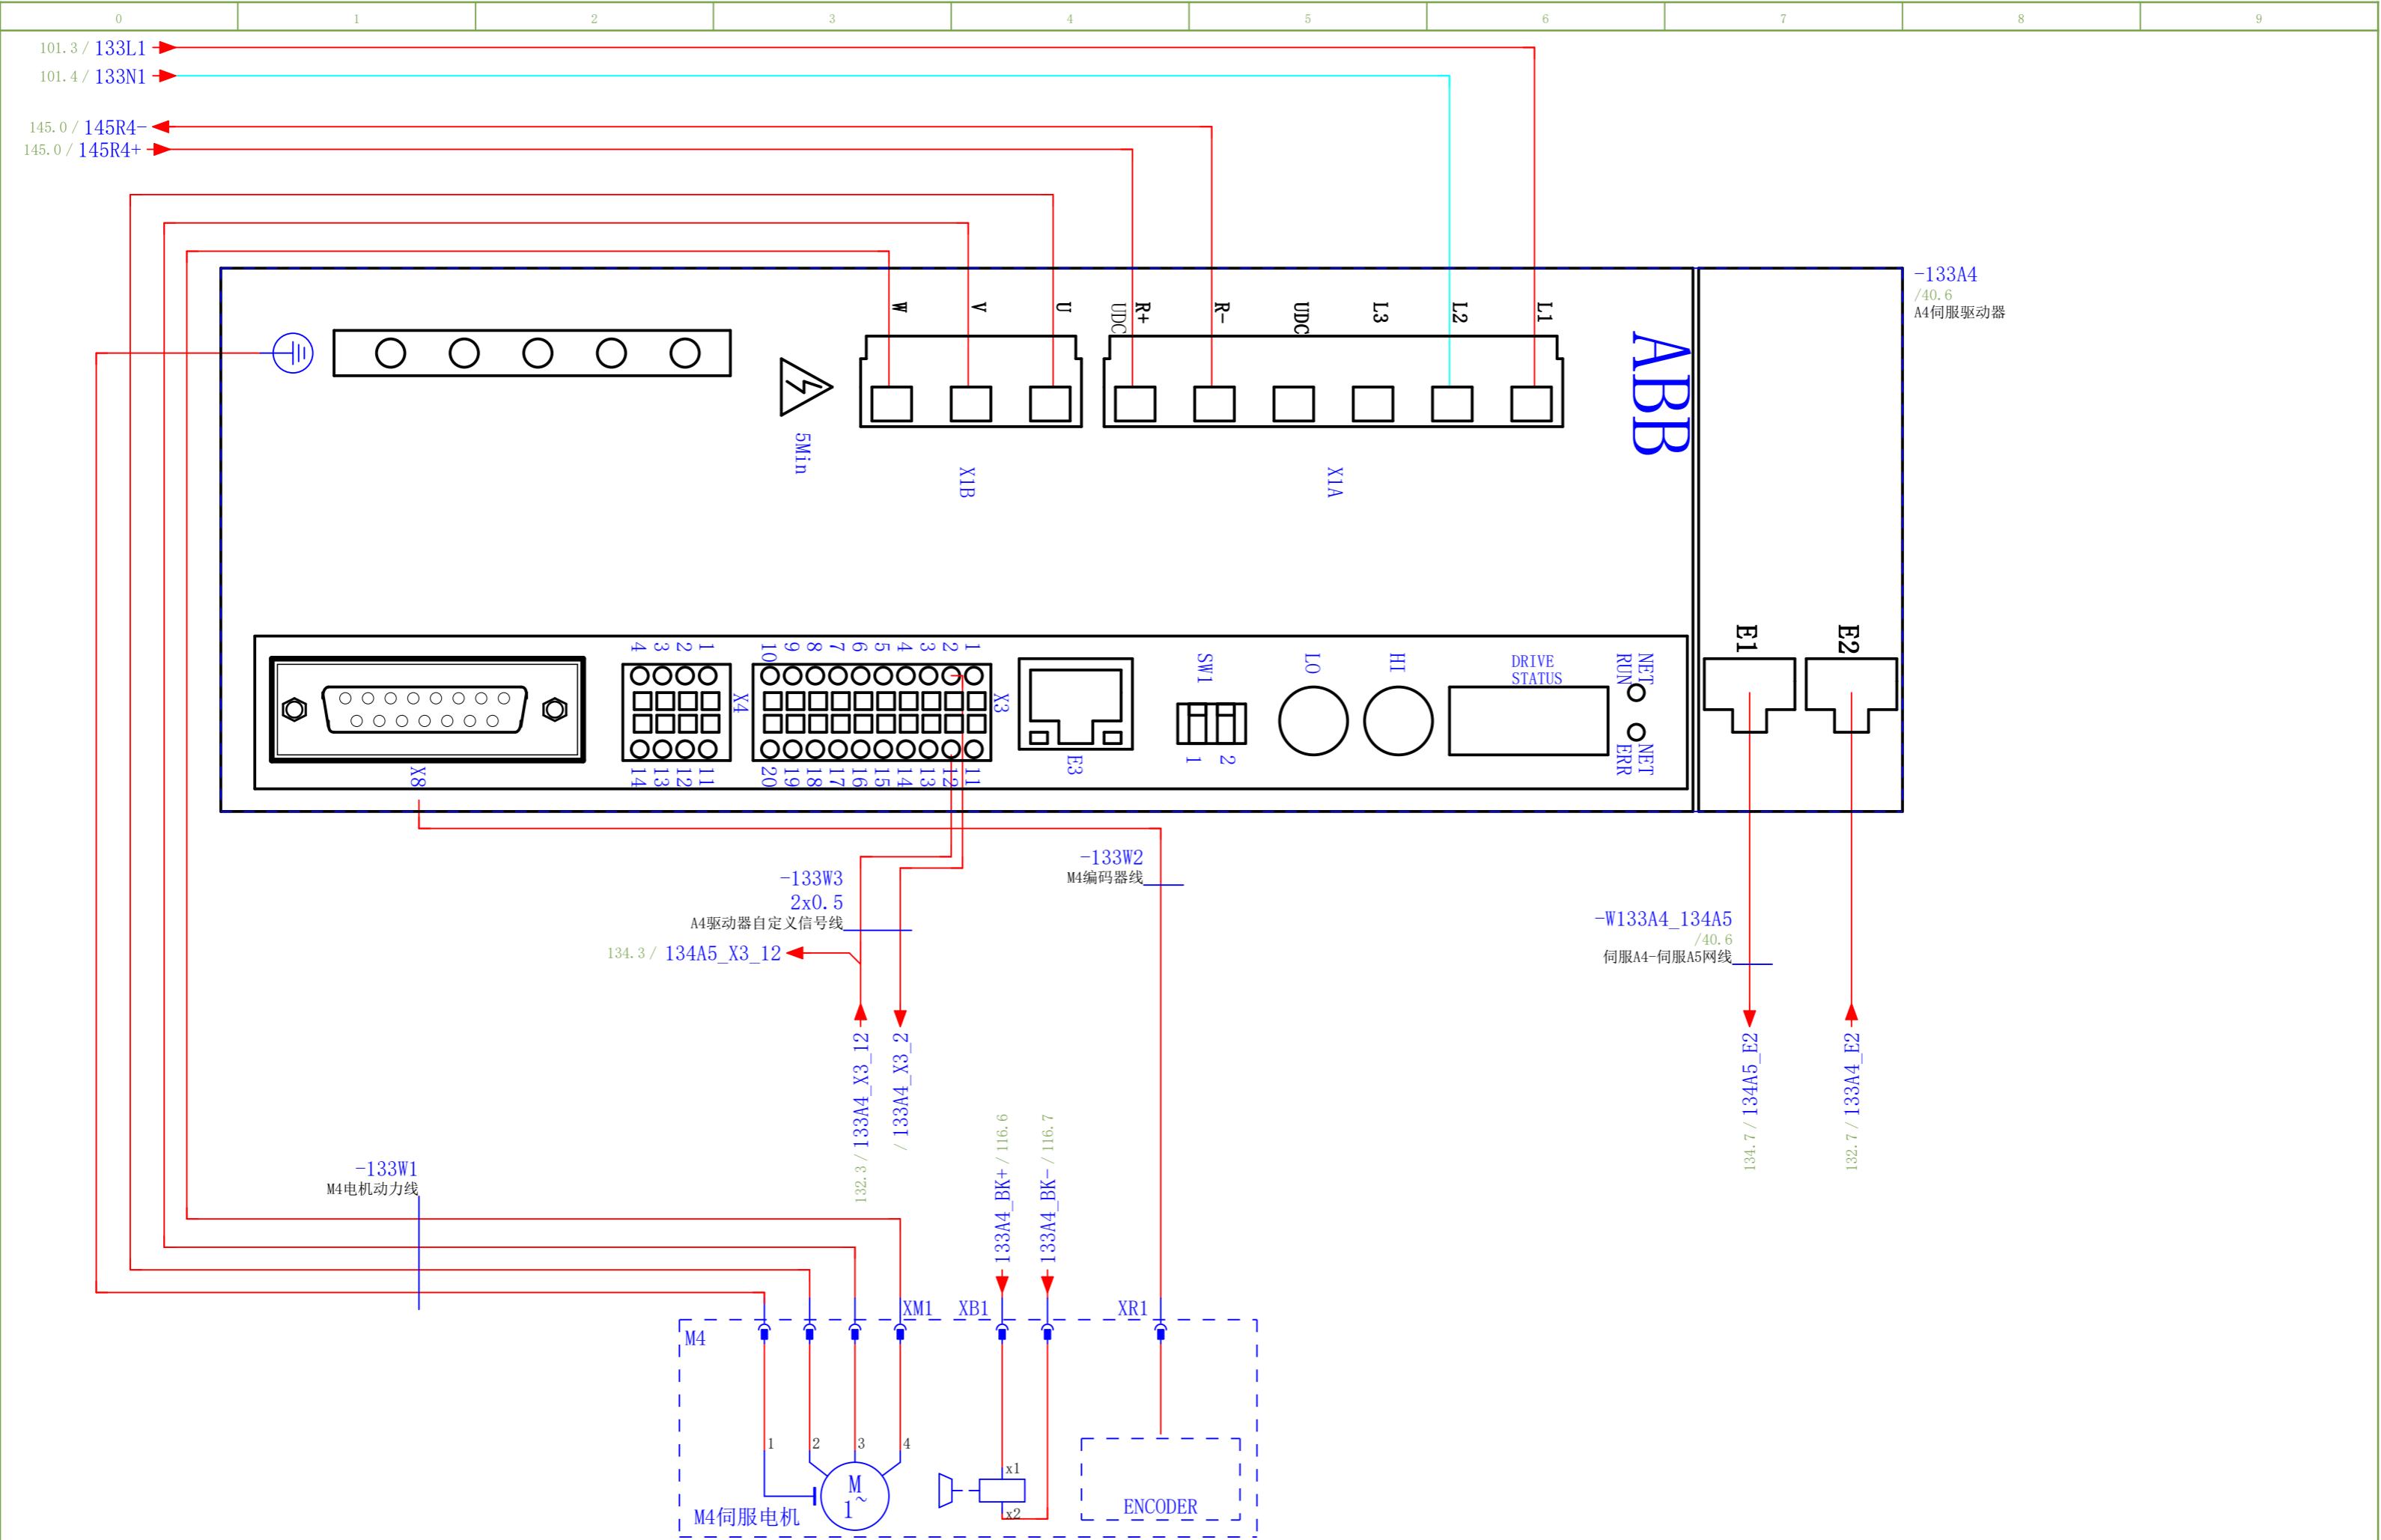 0 1 2 3 4 5 6 7 8 9
101.3 / 133L1
101.4 / 133N1
145.0 / 145R4-
145.0 / 145R4+
-133A4
/40.6
A4伺服驱动器
W V U UDC R+ R- UDC L3 L2 L1
ABB
5Min
X1B
X1A
E1 E2
4 3 2 1
10 9 8 7 6 5 4 3 2 1
SW1
LO
HI
DRIVE
STATUS
NET
RUN
X4
X3
X8
14 13 12 11
20 19 18 17 16 15 14 13 12 11
E3
1 2
NET
ERR
-133W3
2x0.5
A4驱动器自定义信号线
-133W2
M4编码器线
-W133A4_134A5
/40.6
伺服A4-伺服A5网线
134.3 / 134A5_X3_12
132.3 / 133A4_X3_12
/ 133A4_X3_2
133A4_BK+ / 116.6
133A4_BK- / 116.7
134.7 / 134A5_E2
132.7 / 133A4_E2
-133W1
M4电机动力线
XM1 XB1 XR1
M4
1 2 3 4
x1
x2
M
1~
M4伺服电机
ENCODER